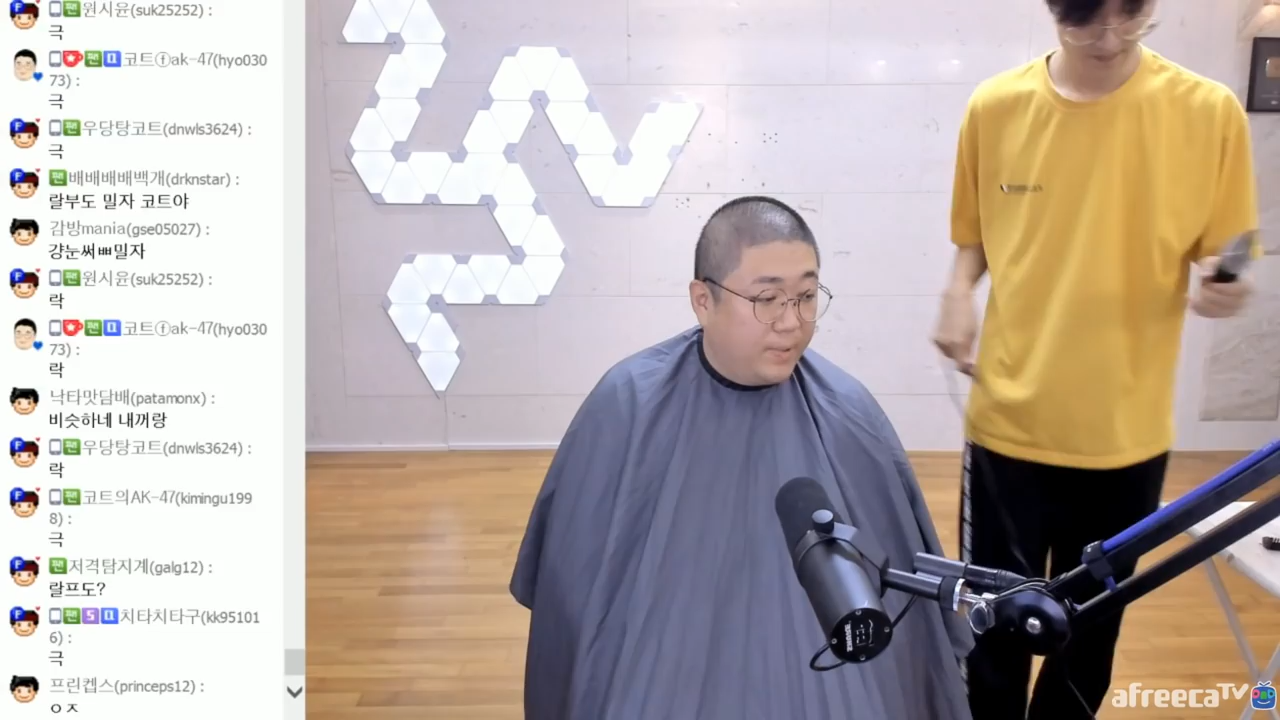 원시윤(suk25252) :
극
코트ⓕak-47(hyo030
73) :
극
우당탕코트(dnwls3624) :
극
배배배배백개(drknstar) :
랄부도 밀자 코트야
감방mania(gse05027) :
걍눈써ㅃ밀자
원시윤(suk25252) :
락
코트ⓕak-47(hyo030
73) :
락
낙타맛담배(patamonx) :
비슷하네 내꺼랑
우당탕코트(dnwls3624) :
락
코트의AK-47(kimingu199
8) :
극
저격탐지계(galg12) :
랄프도?
치타치타구(kk95101
6) :
극
프린켑스(princeps12) :
ㅇㅈ
afreecaTV